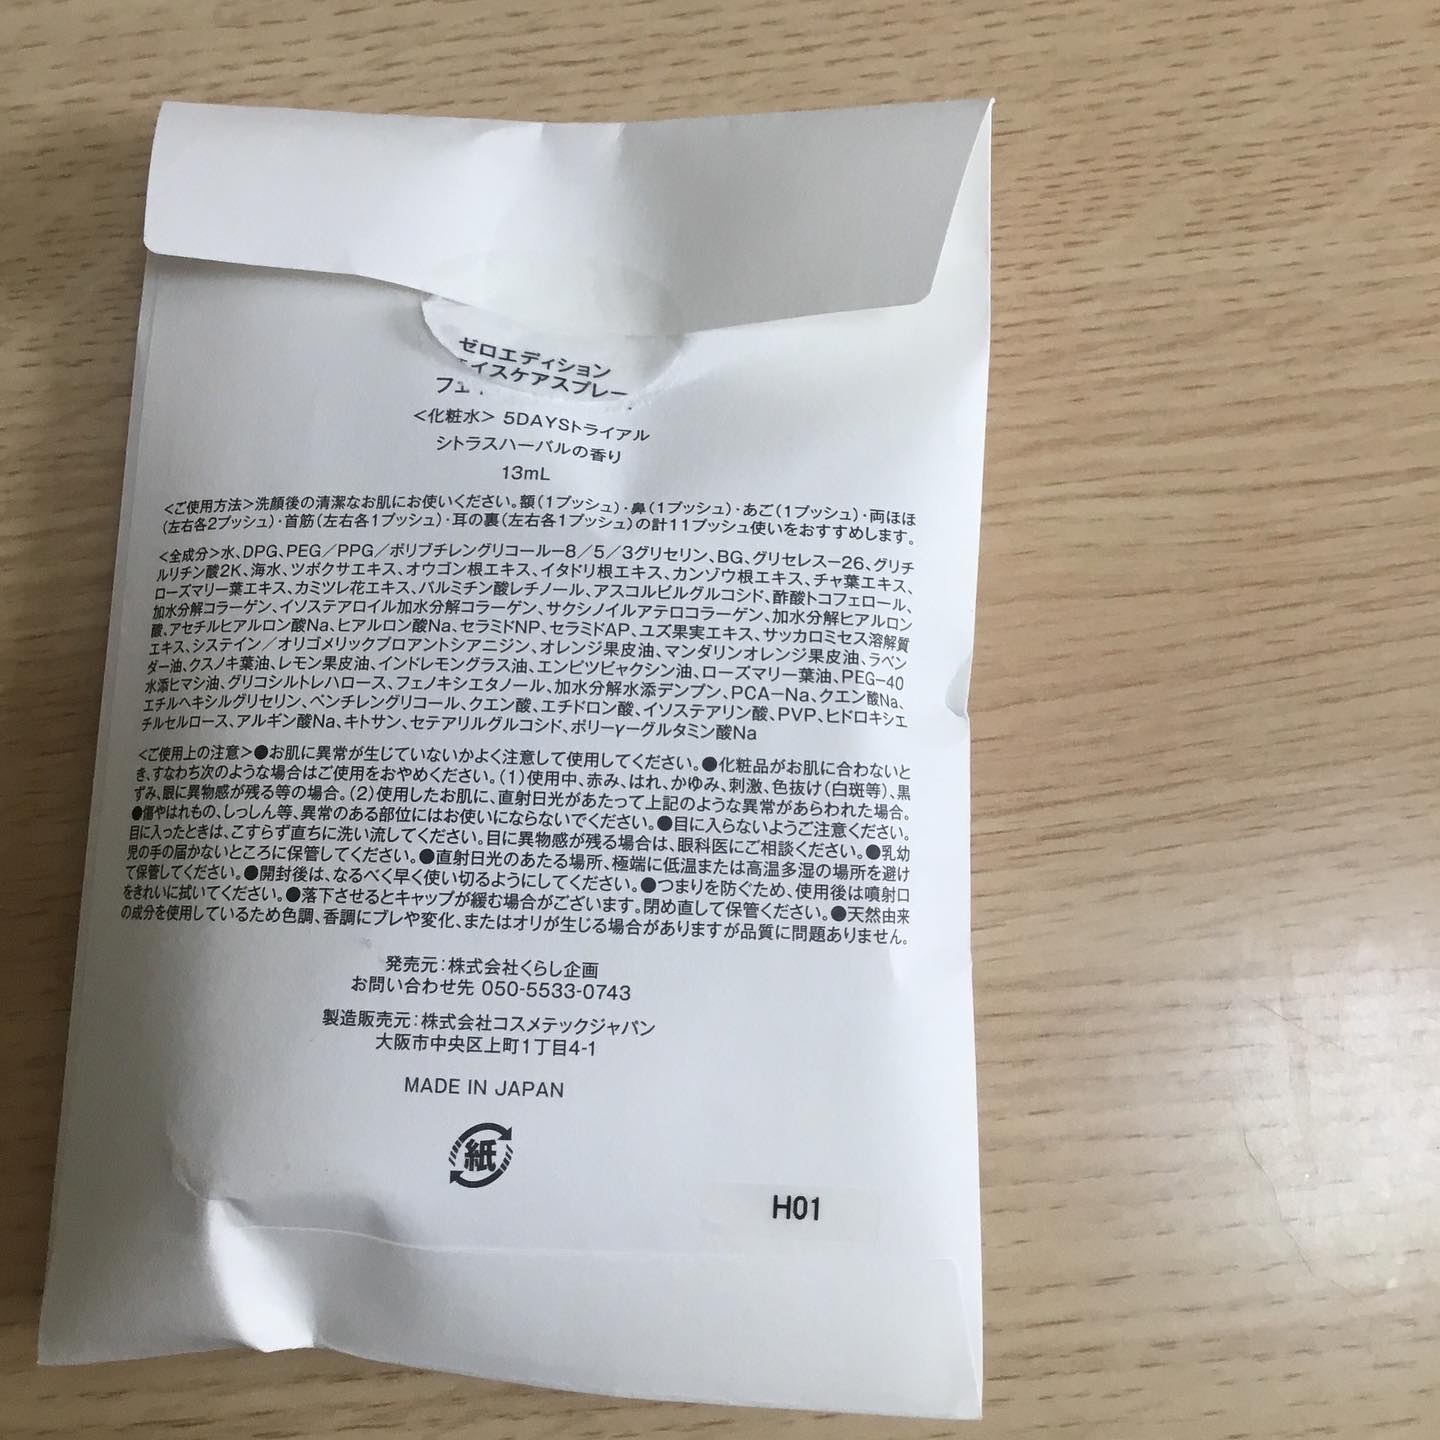 ゼロエディション
イスケアスプレー
フェ
<化粧水> 5DAYSトライアル
シトラスハーバルの香り
13mL
<ご使用方法>洗顔後の清潔なお肌にお使いください。額(1プッシュ)・鼻(1プッシュ)・あご(1プッシュ)・両ほほ
(左右各2プッシュ)・首筋(左右各1プッシュ)・耳の裏(左右各1プッシュ)の計11プッシュ使いをおすすめします。
<全成分>水、DPG、PEG/PPG/ポリブチレングリコール-8/5/3グリセリン、BG、グリセレス-26、グリチ
ルリチン酸2K、海水、ツボクサエキス、オウゴン根エキス、イタドリ根エキス、カンゾウ根エキス、チャ葉エキス、
ローズマリー葉エキス、カミツレ花エキス、パルミチン酸レチノール、アスコルビルグルコシド、酢酸トコフェロール、
加水分解コラーゲン、イソステアロイル加水分解コラーゲン、サクシノイルアテロコラーゲン、加水分解ヒアルロン
酸、アセチルヒアルロン酸Na、ヒアルロン酸Na、セラミドNP、セラミドAP、ユズ果実エキス、サッカロミセス溶解質
エキス、システイン/オリゴメリックプロアントシアニジン、オレンジ果皮油、マンダリンオレンジ果皮油、ラベン
ダー油、クスノキ葉油、レモン果皮油、インドレモングラス油、エンピツビャクシン油、ローズマリー葉油、PEG-40
水添ヒマシ油、グリコシルトレハロース、フェノキシエタノール、加水分解水添デンプン、PCA-Na、クエン酸Na、
エチルヘキシルグリセリン、ペンチレングリコール、クエン酸、エチドロン酸、イソステアリン酸、PVP、ヒドロキシエ
チルセルロース、アルギン酸Na、キトサン、セテアリルグルコシド、ポリ-γ-グルタミン酸Na
<ご使用上の注意>●お肌に異常が生じていないかよく注意して使用してください。●化粧品がお肌に合わないと
き、すなわち次のような場合はご使用をおやめください。(1)使用中、赤み、はれ、かゆみ、刺激、色抜け(白斑等)、黒
ずみ、眼に異物感が残る等の場合。(2)使用したお肌に、直射日光があたって上記のような異常があらわれた場合。
●傷やはれもの、しっしん等、異常のある部位にはお使いにならないでください。●目に入らないようご注意ください。
目に入ったときは、こすらず直ちに洗い流してください。目に異物感が残る場合は、眼科医にご相談ください。●乳幼
児の手の届かないところに保管してください。●直射日光のあたる場所、極端に低温または高温多湿の場所を避け
て保管してください。●開封後は、なるべく早く使い切るようにしてください。●つまりを防ぐため、使用後は噴射口
をきれいに拭いてください。●落下させるとキャップが緩む場合がございます。閉め直して保管ください。●天然由来
の成分を使用しているため色調、香調にブレや変化、またはオリが生じる場合がありますが品質に問題ありません。
発売元:株式会社くらし企画
お問い合わせ先 050-5533-0743
製造販売元:株式会社コスメテックジャパン
大阪市中央区上町1丁目4-1
MADE IN JAPAN
紙
H01